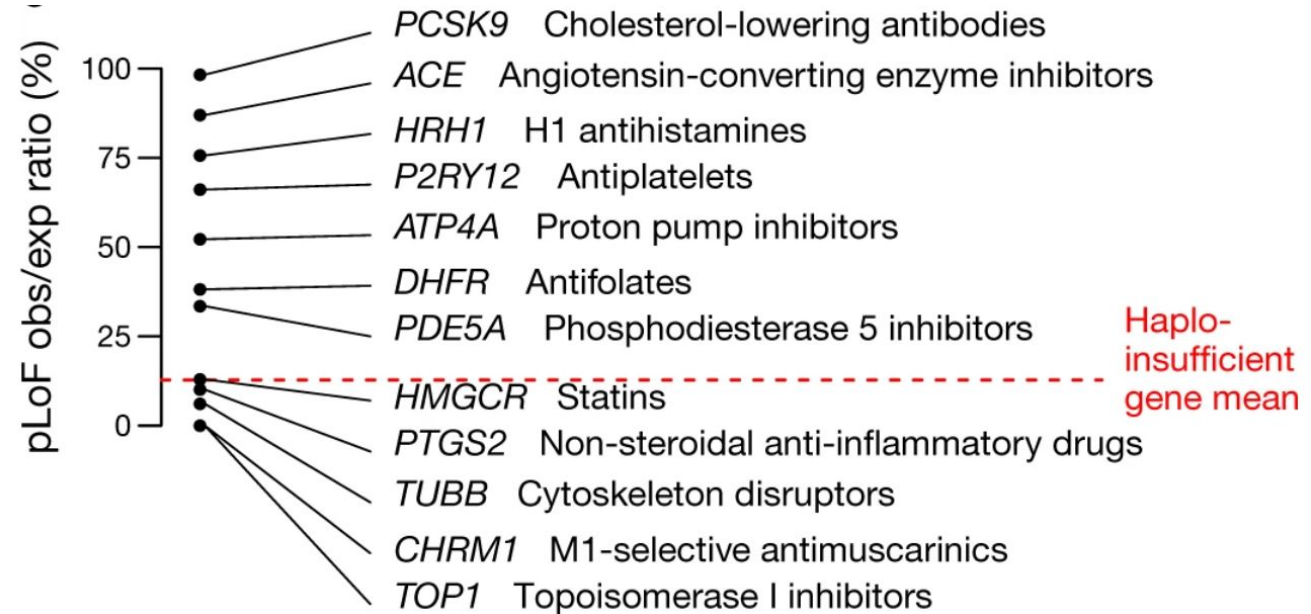 pLoF obs/exp ratio (%)
100
75
50
25
0
PCSK9 Cholesterol-lowering antibodies
ACE Angiotensin-converting enzyme inhibitors
HRH1 H1 antihistamines
P2RY12 Antiplatelets
ATP4A Proton pump inhibitors
DHFR Antifolates
PDE5A Phosphodiesterase 5 inhibitors
HMGCR Statins
PTGS2 Non-steroidal anti-inflammatory drugs
TUBB Cytoskeleton disruptors
CHRM1 M1-selective antimuscarinics
TOP1 Topoisomerase I inhibitors
Haplo-
insufficient
gene mean